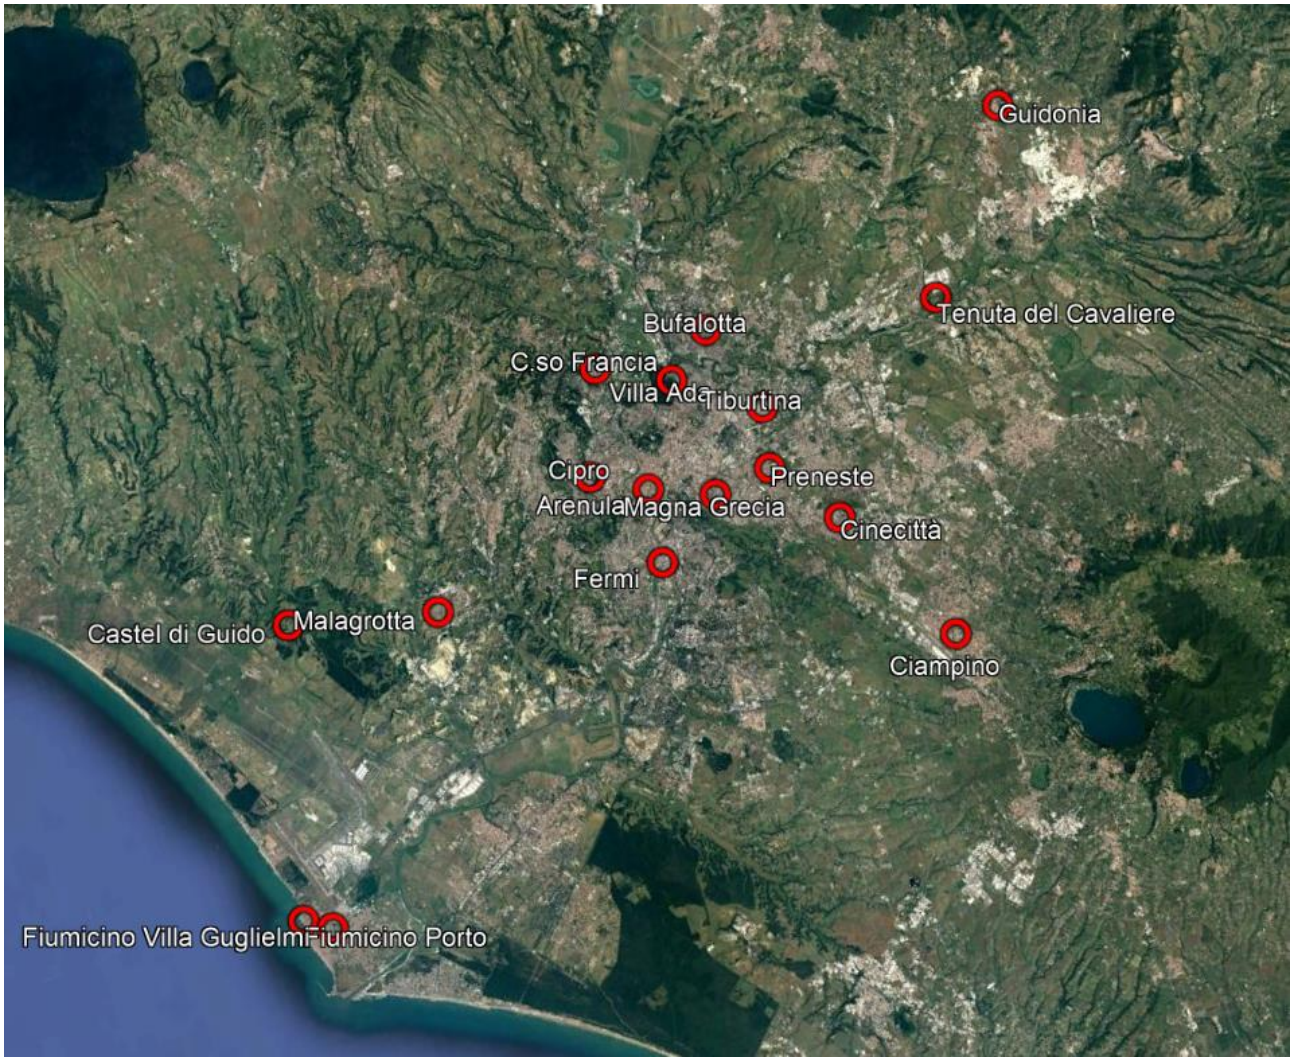 Guidonia
Tenuta del Cavaliere
Bufalotta
C.so Francia
Villa Ada
Tiburtina
Cipro
Preneste
Arenula
Magna Grecia
Cinecittà
Fermi
Malagrotta
Castel di Guido
Ciampino
Fiumicino Villa Guglielmi
Fiumicino Porto